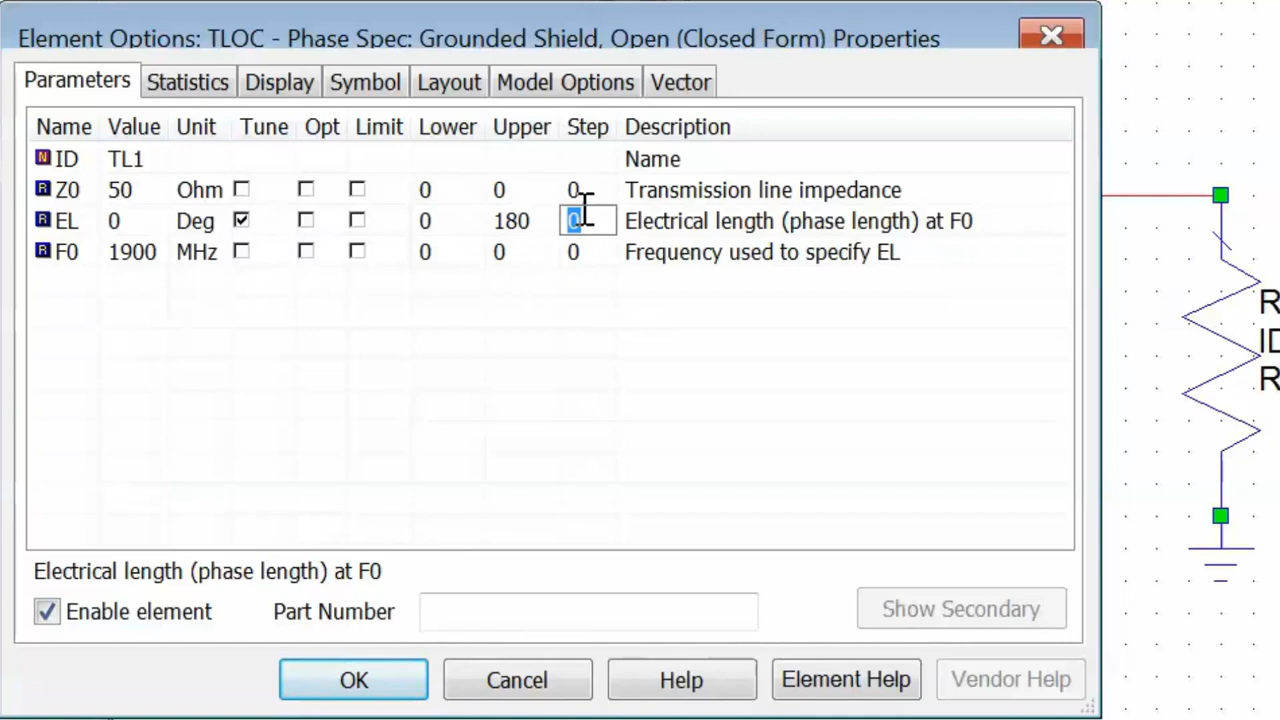 Element Options: TLOC - Phase Spec: Grounded Shield, Open (Closed Form) Properties
Parameters Statistics Display Symbol Layout Model Options Vector
Name Value Unit Tune Opt Limit Lower Upper Step Description
N ID TL1 Name
R Z0 50 Ohm 0 0 0 Transmission line impedance
R EL 0 Deg 0 180 0 Electrical length (phase length) at F0
R F0 1900 MHz 0 0 0 Frequency used to specify EL
R
ID
R
Electrical length (phase length) at F0
Enable element Part Number Show Secondary
OK Cancel Help Element Help Vendor Help